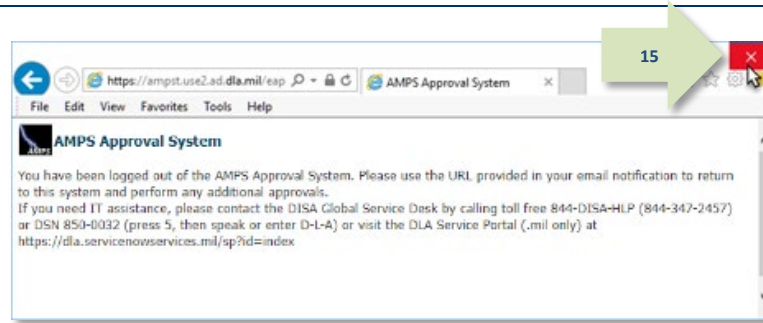 15
https://ampst.use2.ad.dla.mil/eap
AMPS Approval System
File Edit View Favorites Tools Help
AMPS
AMPS Approval System
You have been logged out of the AMPS Approval System. Please use the URL provided in your email notification to return
to this system and perform any additional approvals.
If you need IT assistance, please contact the DISA Global Service Desk by calling toll free 844-DISA-HLP (844-347-2457)
or DSN 850-0032 (press 5, then speak or enter D-L-A) or visit the DLA Service Portal (.mil only) at
https://dla.servicenowservices.mil/sp?id=index